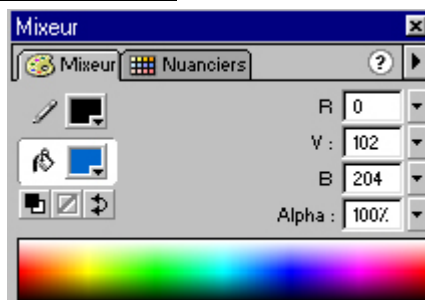 Mixeur
Mixeur Nuanciers ?
R 0
V : 102
B 204
Alpha : 100%